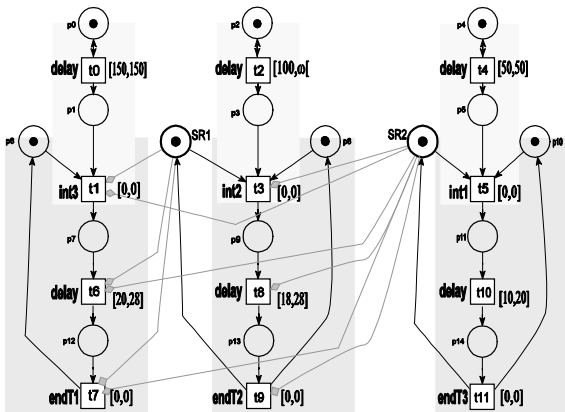 p0
p2
p4
delay t0 [150,150]
delay t2 [100,ω[
delay t4 [50,50]
p1
p3
p5
p6
SR1
p8
SR2
p10
int3 t1 [0,0]
int2 t3 [0,0]
int1 t5 [0,0]
p7
p9
p11
delay t6 [20,28]
delay t8 [18,28]
delay t10 [10,20]
p12
p13
p14
endT1 t7 [0,0]
endT2 t9 [0,0]
endT3 t11 [0,0]